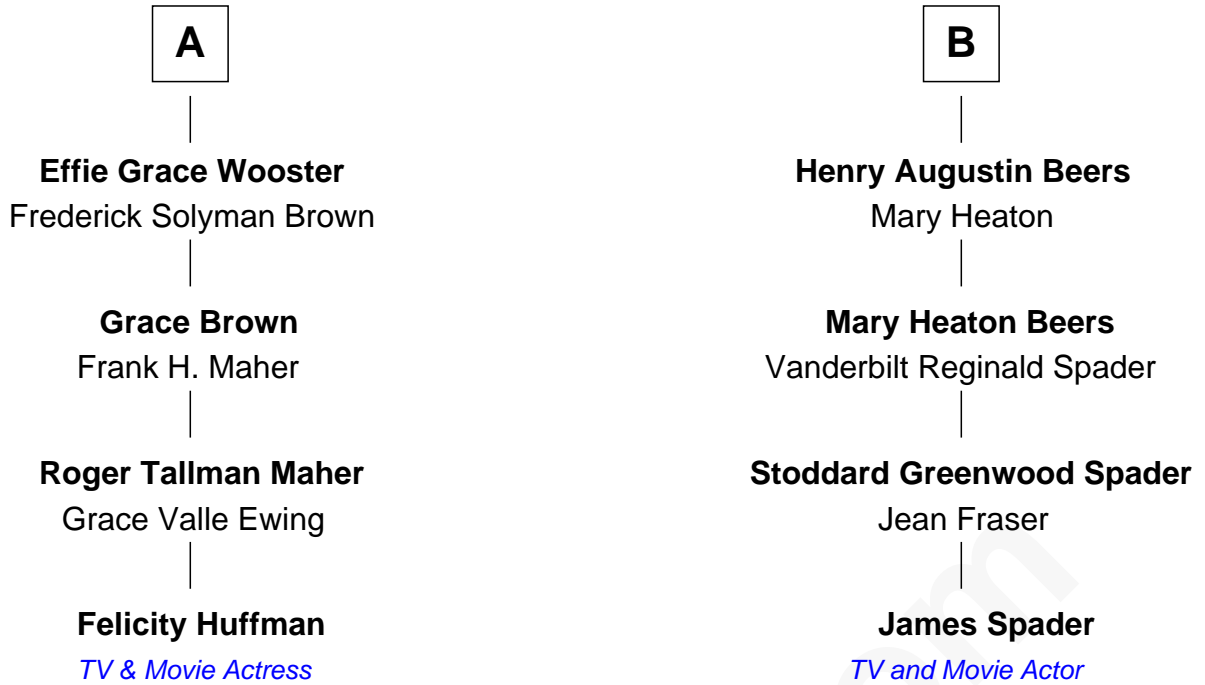 A
Effie Grace Wooster
Frederick Solyman Brown
Grace Brown
Frank H. Maher
Roger Tallman Maher
Grace Valle Ewing
Felicity Huffman
TV & Movie Actress
B
Henry Augustin Beers
Mary Heaton
Mary Heaton Beers
Vanderbilt Reginald Spader
Stoddard Greenwood Spader
Jean Fraser
James Spader
TV and Movie Actor